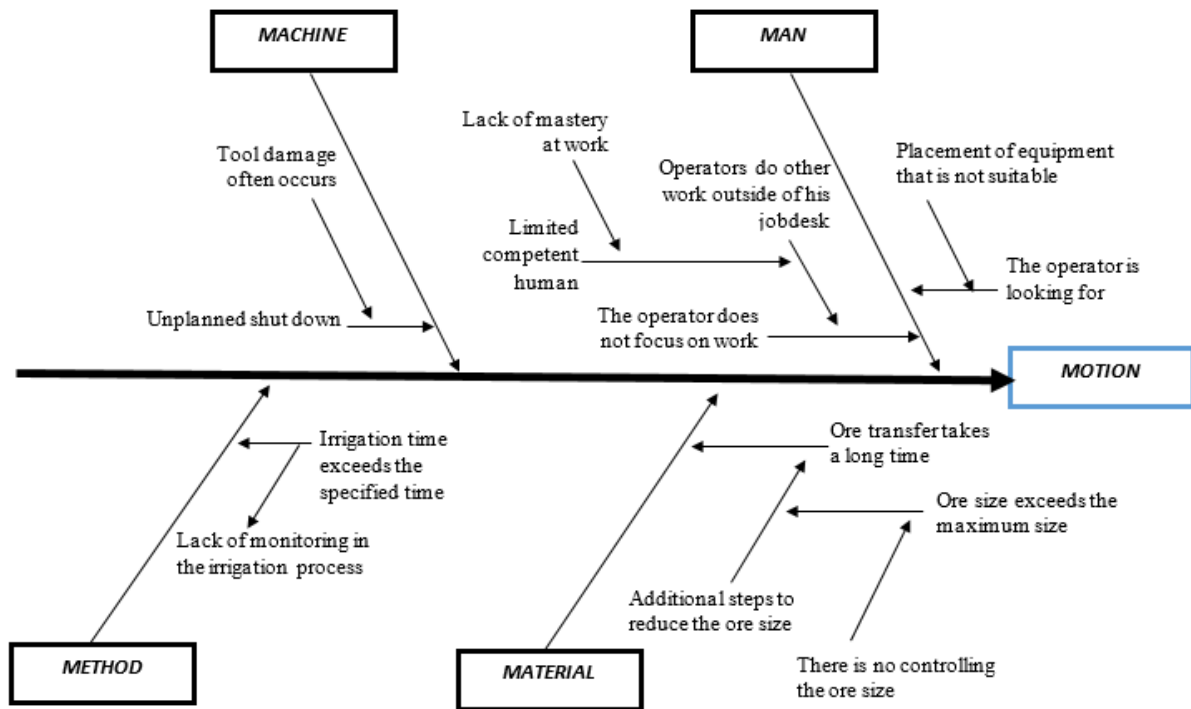 MACHINE
MAN
Lack of mastery
at work
Tool damage
often occurs
Operators do other
work outside of his
jobdesk
Placement of equipment
that is not suitable
Limited
competent
human
The operator is
looking for
Unplanned shut down
The operator does
not focus on work
MOTION
Irrigation time
exceeds the
specified time
Ore transfer takes
a long time
Ore size exceeds the
maximum size
Lack of monitoring in
the irrigation process
Additional steps to
reduce the ore size
METHOD
MATERIAL
There is no controlling
the ore size